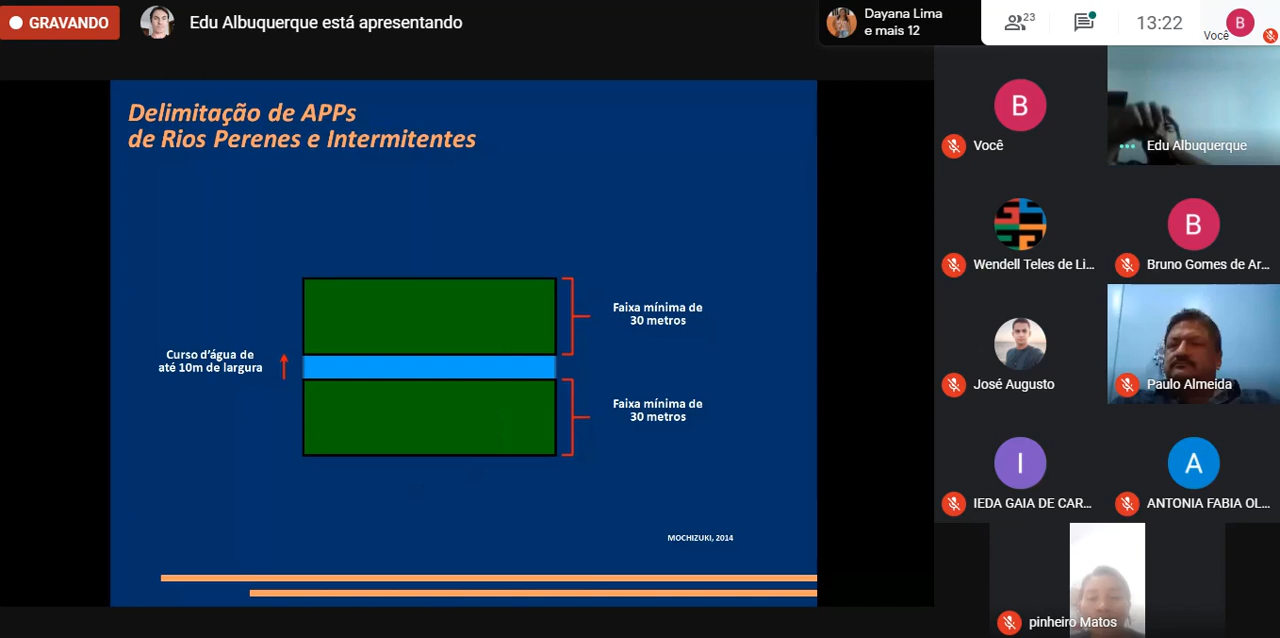 GRAVANDO
Edu Albuquerque está apresentando
Dayana Lima
e mais 12
23
13:22
B
Você
Delimitação de APPs
de Rios Perenes e Intermitentes
Faixa mínima de
30 metros
Curso d'água de
até 10m de largura
Faixa mínima de
30 metros
MOCHIZUKI, 2014
B
Você
Edu Albuquerque
Wendell Teles de Li...
B
Bruno Gomes de Ar...
José Augusto
Paulo Almeida
I
IEDA GAIA DE CAR...
A
ANTONIA FABIA OL...
pinheiro Matos